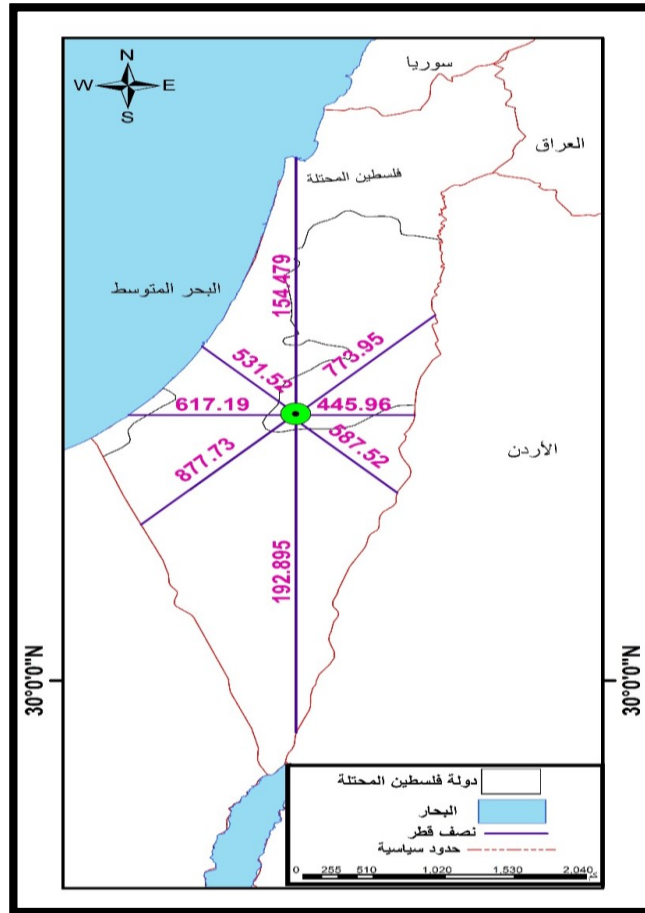 سوريا
N
W E
S
العراق
فلسطين المحتلة
154.479
البحر المتوسط
773.95
531.52
617.19
445.96
الأردن
587.52
877.73
192.895
30°0'0"N
30°0'0"N
دولة فلسطين المحتلة
البحار
نصف قطر
حدود سياسية
0 255 510 1,020 1,530 2,040
كم